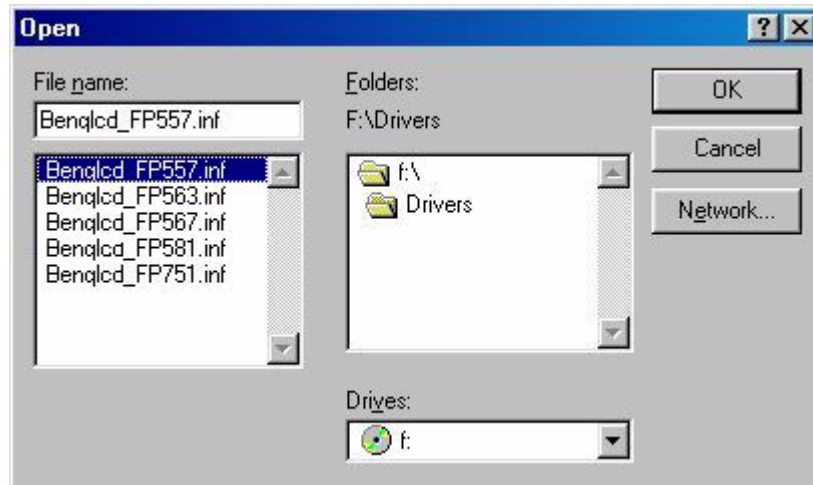 Open
File name:
Benqlcd_FP557.inf
Benqlcd_FP557.inf
Benqlcd_FP563.inf
Benqlcd_FP567.inf
Benqlcd_FP581.inf
Benqlcd_FP751.inf
Folders:
F:\Drivers
f:\
Drivers
Drives:
f:
OK
Cancel
Network...